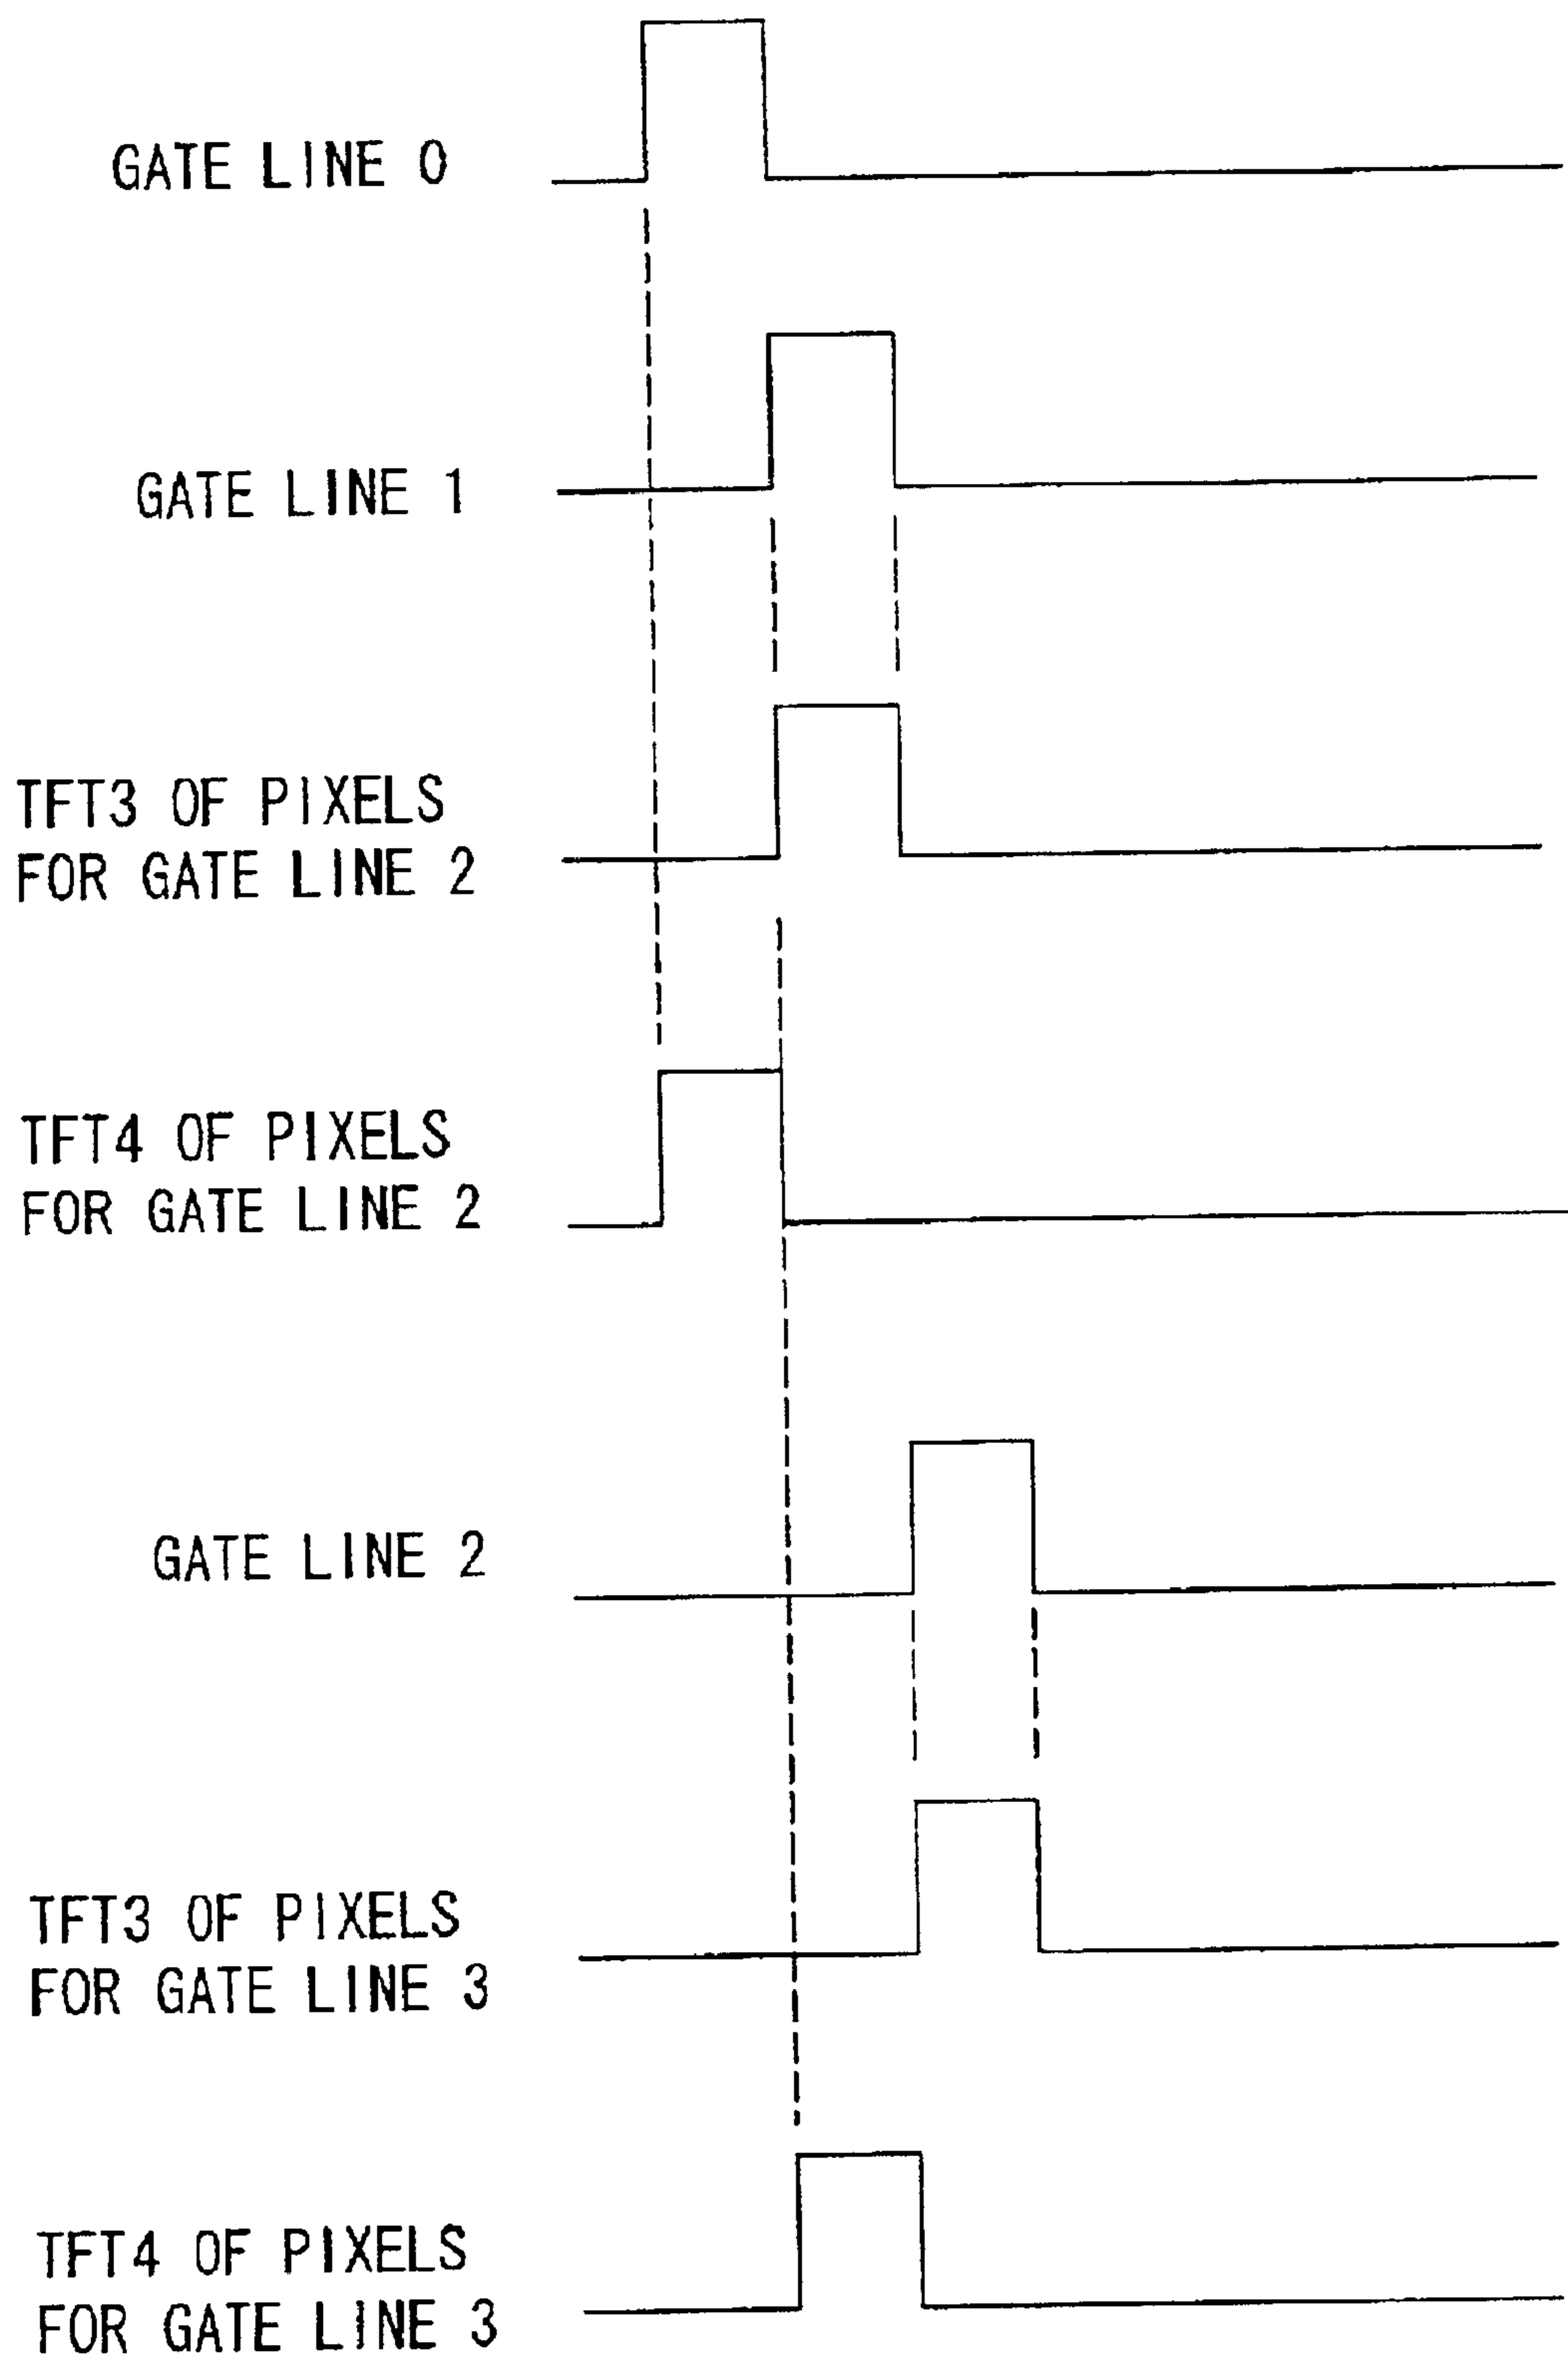 GATE LINE 0
GATE LINE 1
TFT3 OF PIXELS
FOR GATE LINE 2
TFT4 OF PIXELS
FOR GATE LINE 2
GATE LINE 2
TFT3 OF PIXELS
FOR GATE LINE 3
TFT4 OF PIXELS
FOR GATE LINE 3